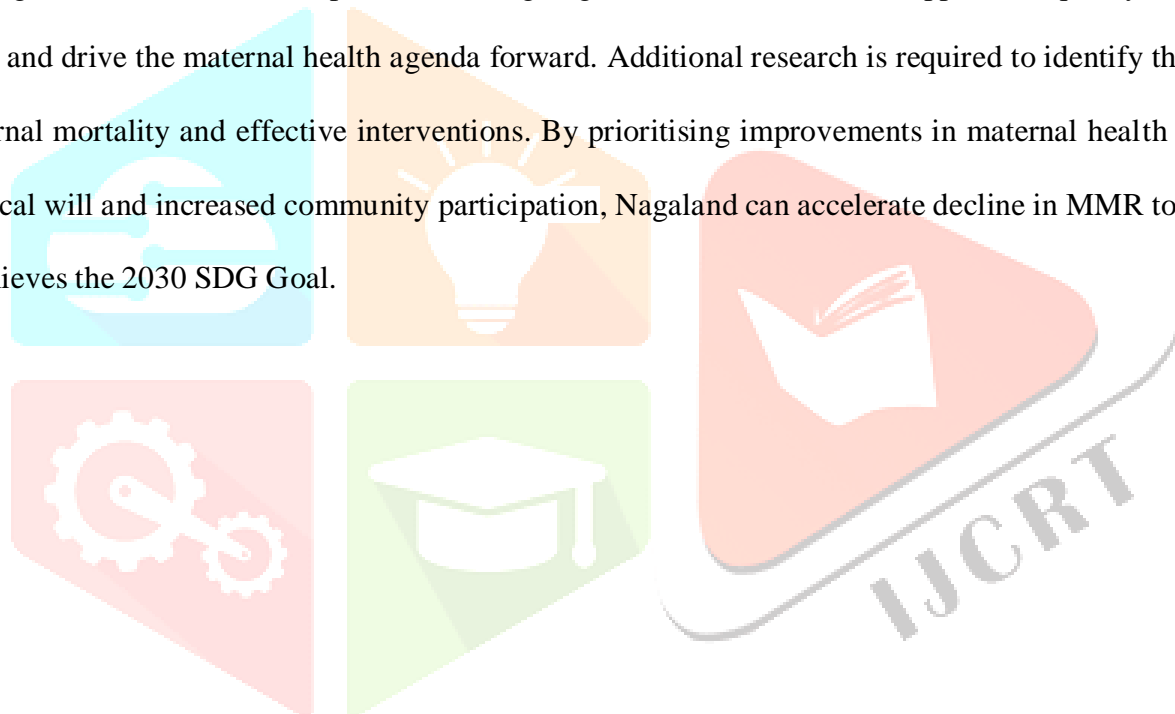 and drive the maternal health agenda forward. Additional research is required to identify th
rnal mortality and effective interventions. By prioritising improvements in maternal health
cal will and increased community participation, Nagaland can accelerate decline in MMR to
ieves the 2030 SDG Goal.
IJCRT